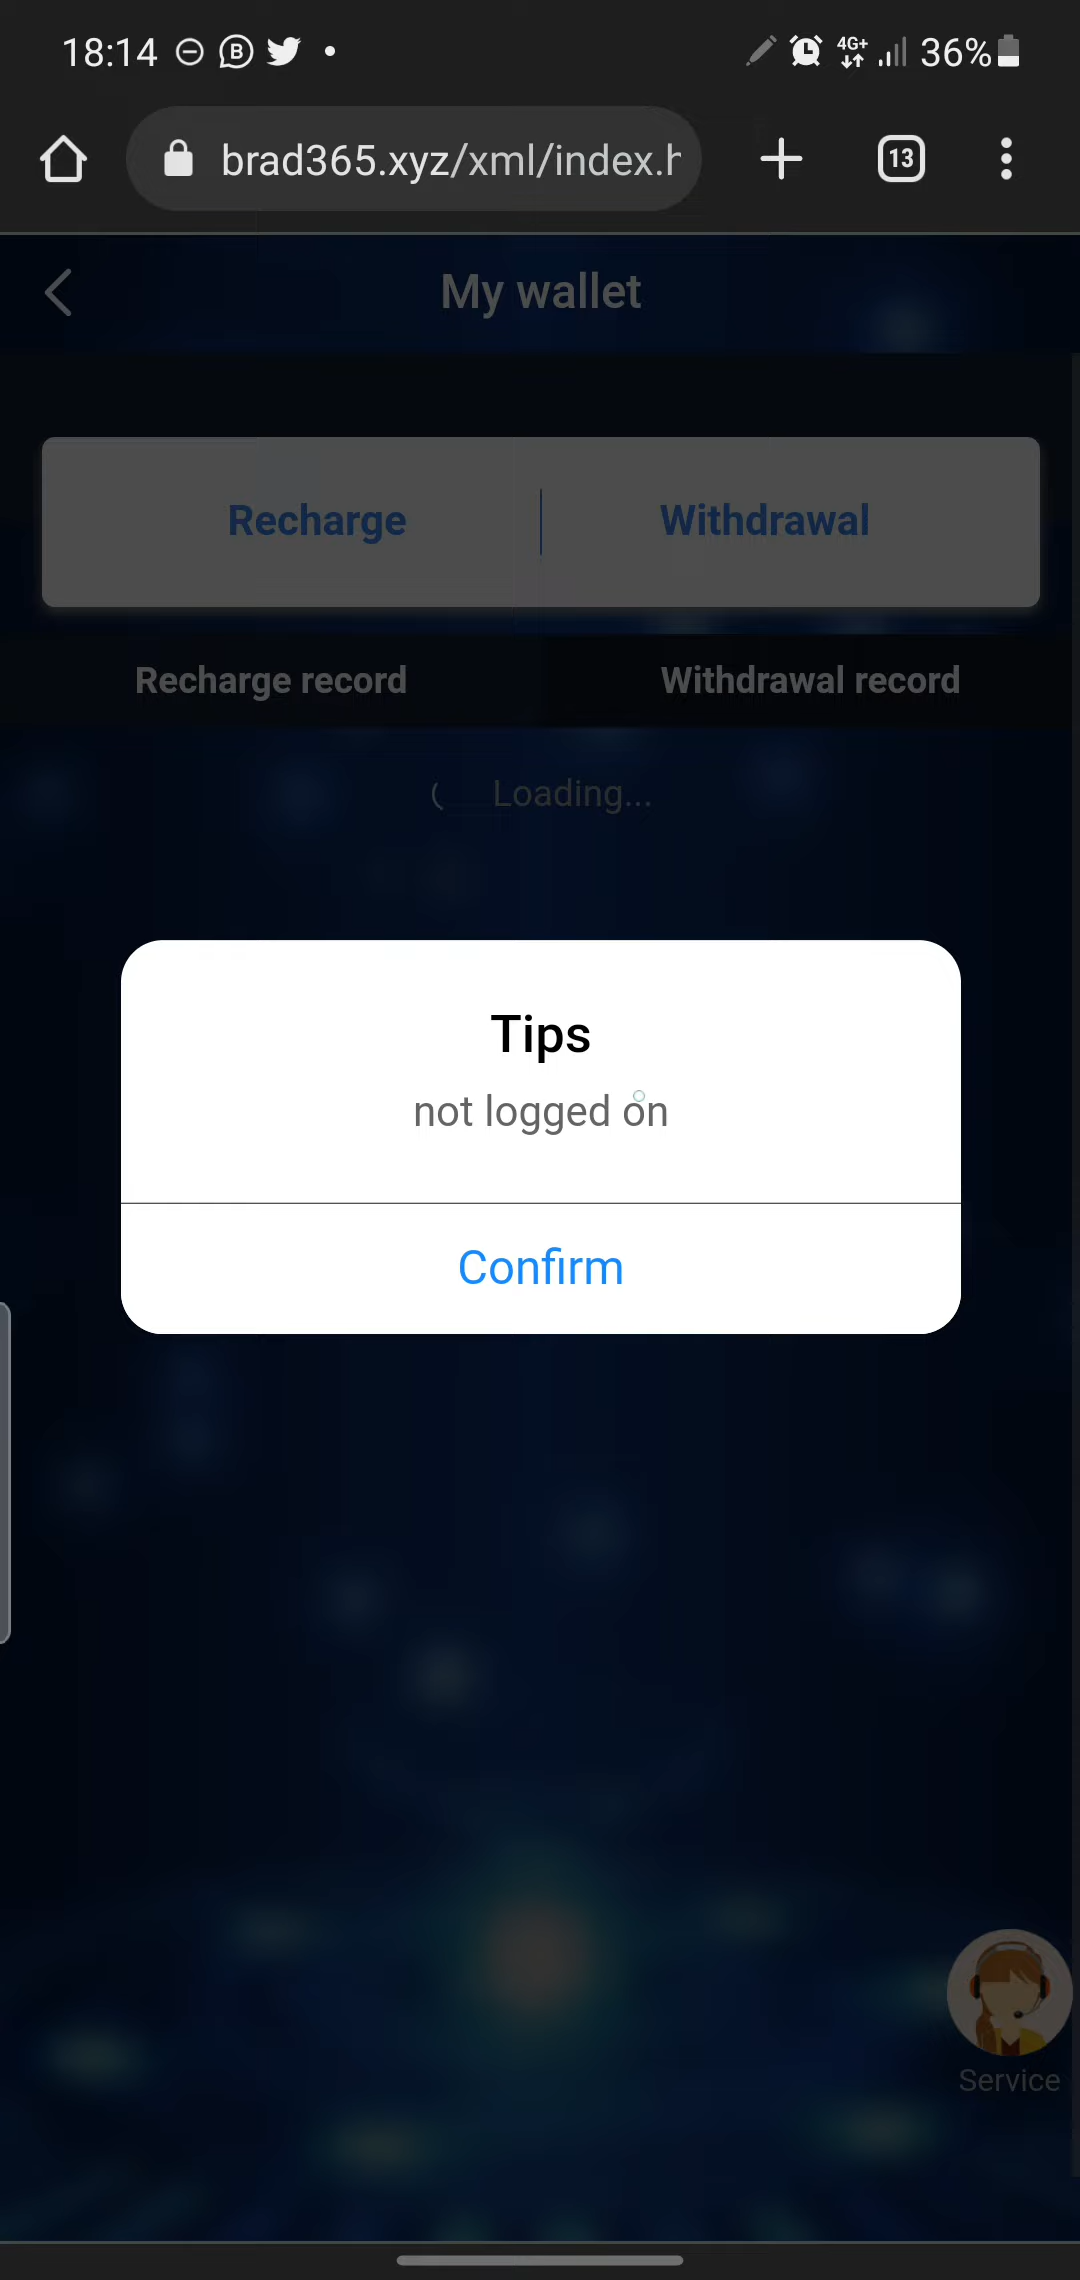 18:14 B 4G+ 36%
brad365.xyz/xml/index.h 13
My wallet
Recharge Withdrawal
Recharge record Withdrawal record
Loading...
Tips
not logged on
Confirm
Service